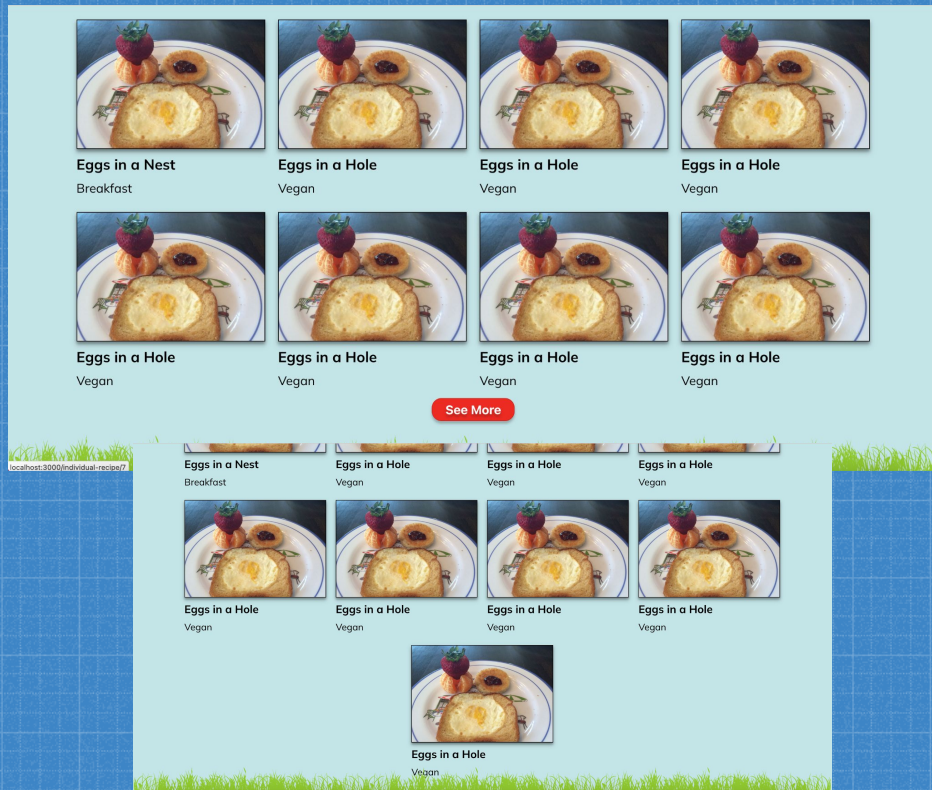 Eggs in a Nest Eggs in a Hole Eggs in a Hole Eggs in a Hole
Breakfast Vegan Vegan Vegan
Eggs in a Hole Eggs in a Hole Eggs in a Hole Eggs in a Hole
Vegan Vegan Vegan Vegan
See More
localhost:3000/individual-recipe/7
Eggs in a Nest Eggs in a Hole Eggs in a Hole Eggs in a Hole
Breakfast Vegan Vegan Vegan
Eggs in a Hole Eggs in a Hole Eggs in a Hole Eggs in a Hole
Vegan Vegan Vegan Vegan
Eggs in a Hole
Vegan